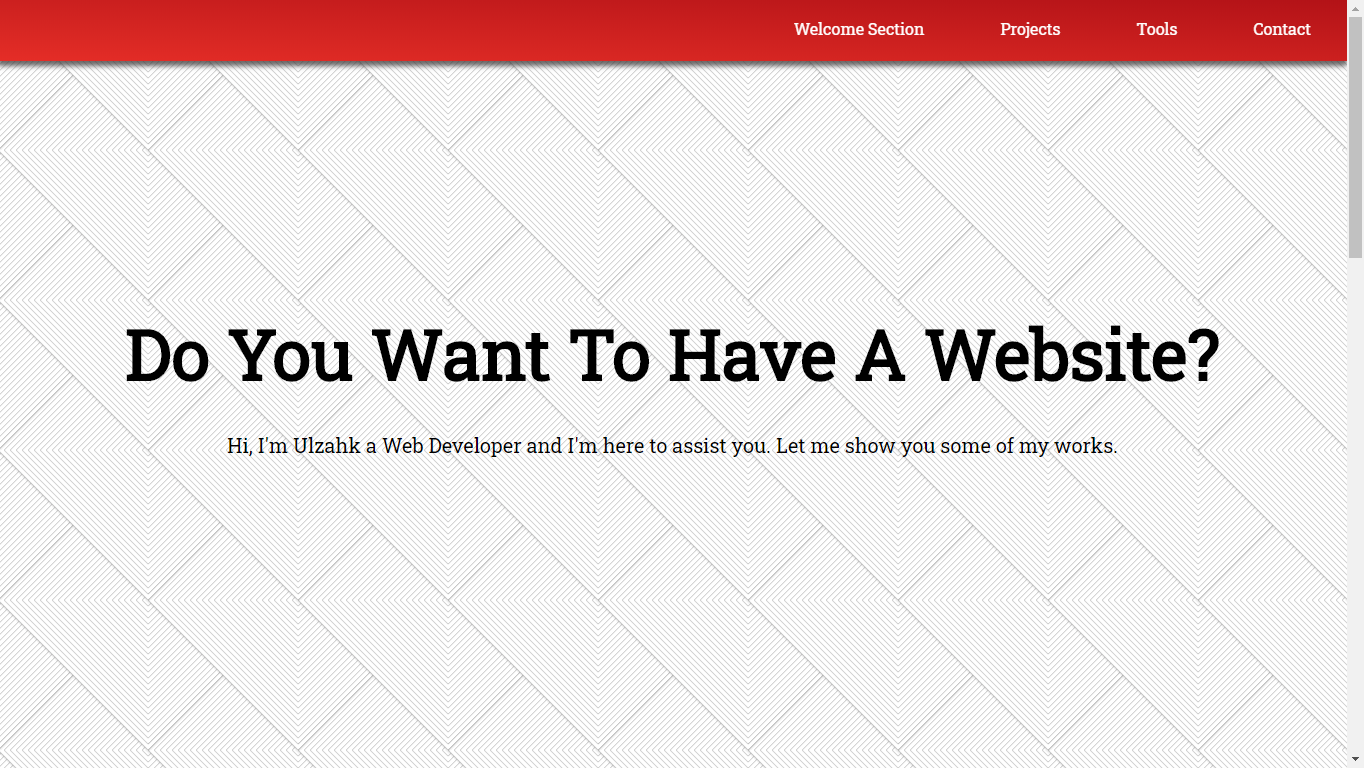 Welcome Section Projects Tools Contact
Do You Want To Have A Website?
Hi, I'm Ulzahk a Web Developer and I'm here to assist you. Let me show you some of my works.